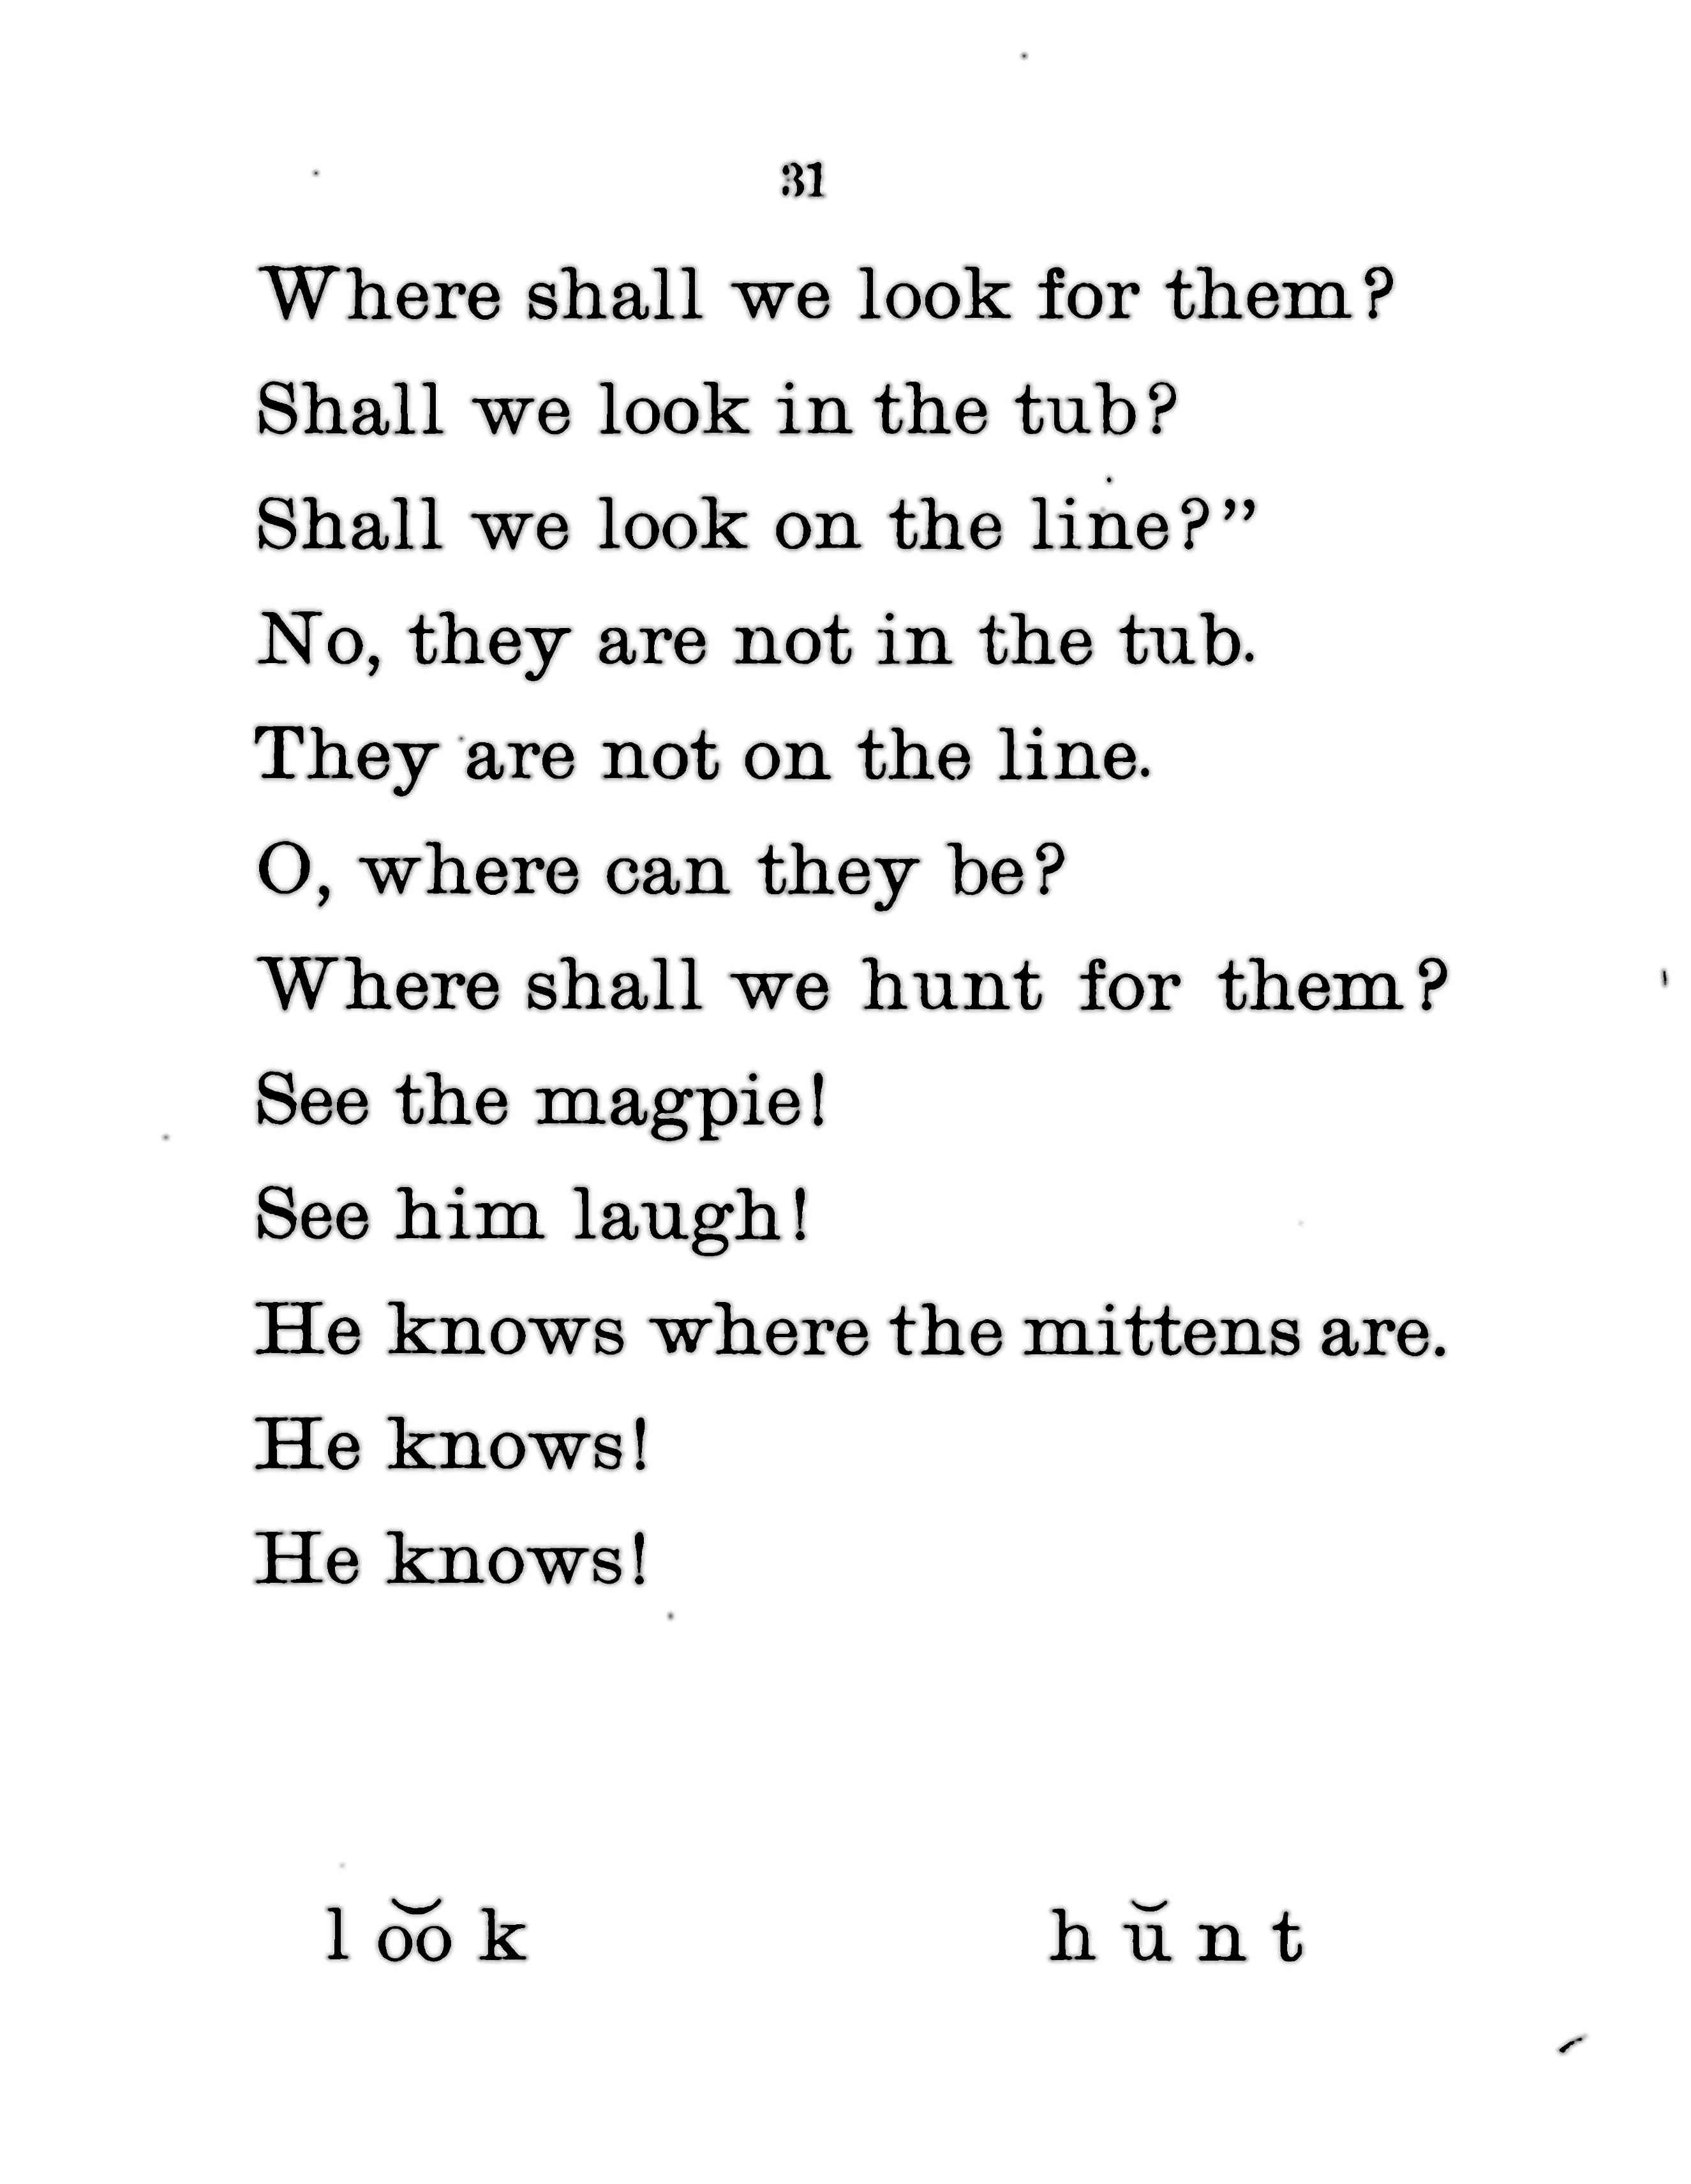 31
Where shall we look for them?
Shall we look in the tub?
Shall we look on the line?”
No, they are not in the tub.
They are not on the line.
O, where can they be?
Where shall we hunt for them?
See the magpie!
See him laugh!
He knows where the mittens are.
He knows!
He knows!
l o͝o k h ŭ n t